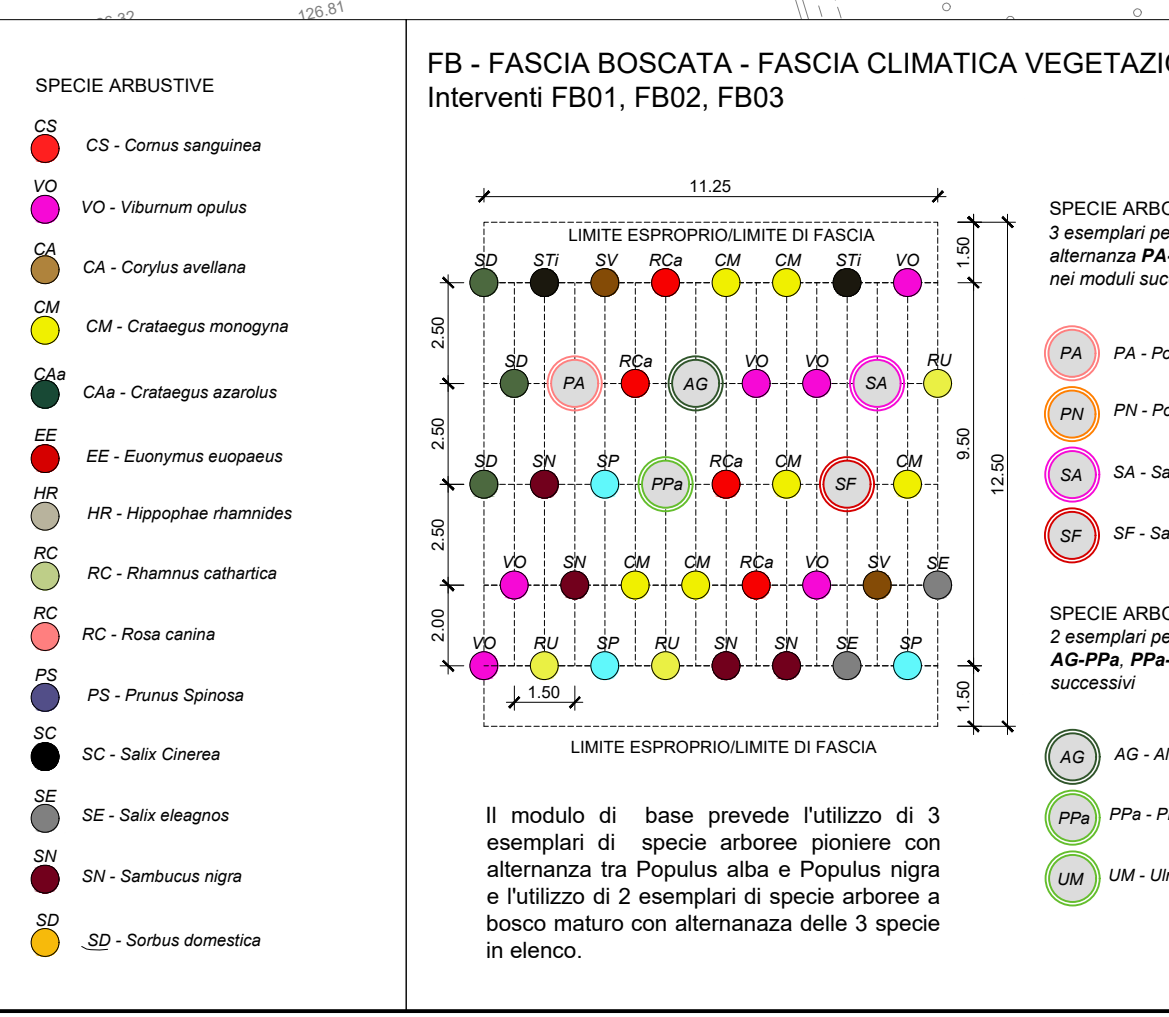 126.81
SPECIE ARBUSTIVE
CS
CS - Cornus sanguinea
VO
VO - Viburnum opulus
CA
CA - Corylus avellana
CM
CM - Crataegus monogyna
CAa
CAa - Crataegus azarolus
EE
EE - Euonymus euopaeus
HR
HR - Hippophae rhamnides
RC
RC - Rhamnus cathartica
RC
RC - Rosa canina
PS
PS - Prunus Spinosa
SC
SC - Salix Cinerea
SE
SE - Salix eleagnos
SN
SN - Sambucus nigra
SD
SD - Sorbus domestica
FB - FASCIA BOSCATA - FASCIA CLIMATICA VEGETAZI
Interventi FB01, FB02, FB03
11.25
LIMITE ESPROPRIO/LIMITE DI FASCIA
1.50
SD STi SV RCa CM CM STi VO
2.50
SD PA RCa AG VO VO SA RU
2.50
9.50
12.50
SD SN SP PPa RCa CM SF CM
2.50
VO SN CM CM RCa VO SV SE
2.00
VO RU SP RU SN SN SE SP
1.50
1.50
LIMITE ESPROPRIO/LIMITE DI FASCIA
Il modulo di base prevede l'utilizzo di 3
esemplari di specie arboree pioniere con
alternanza tra Populus alba e Populus nigra
e l'utilizzo di 2 esemplari di specie arboree a
bosco maturo con alternanaza delle 3 specie
in elenco.
SPECIE ARBO
3 esemplari pe
alternanza PA-
nei moduli suc
PA PA - Po
PN PN - Po
SA SA - Sa
SF SF - Sa
SPECIE ARBO
2 esemplari pe
AG-PPa, PPa-
successivi
AG AG - Al
PPa PPa - P
UM UM - Ul